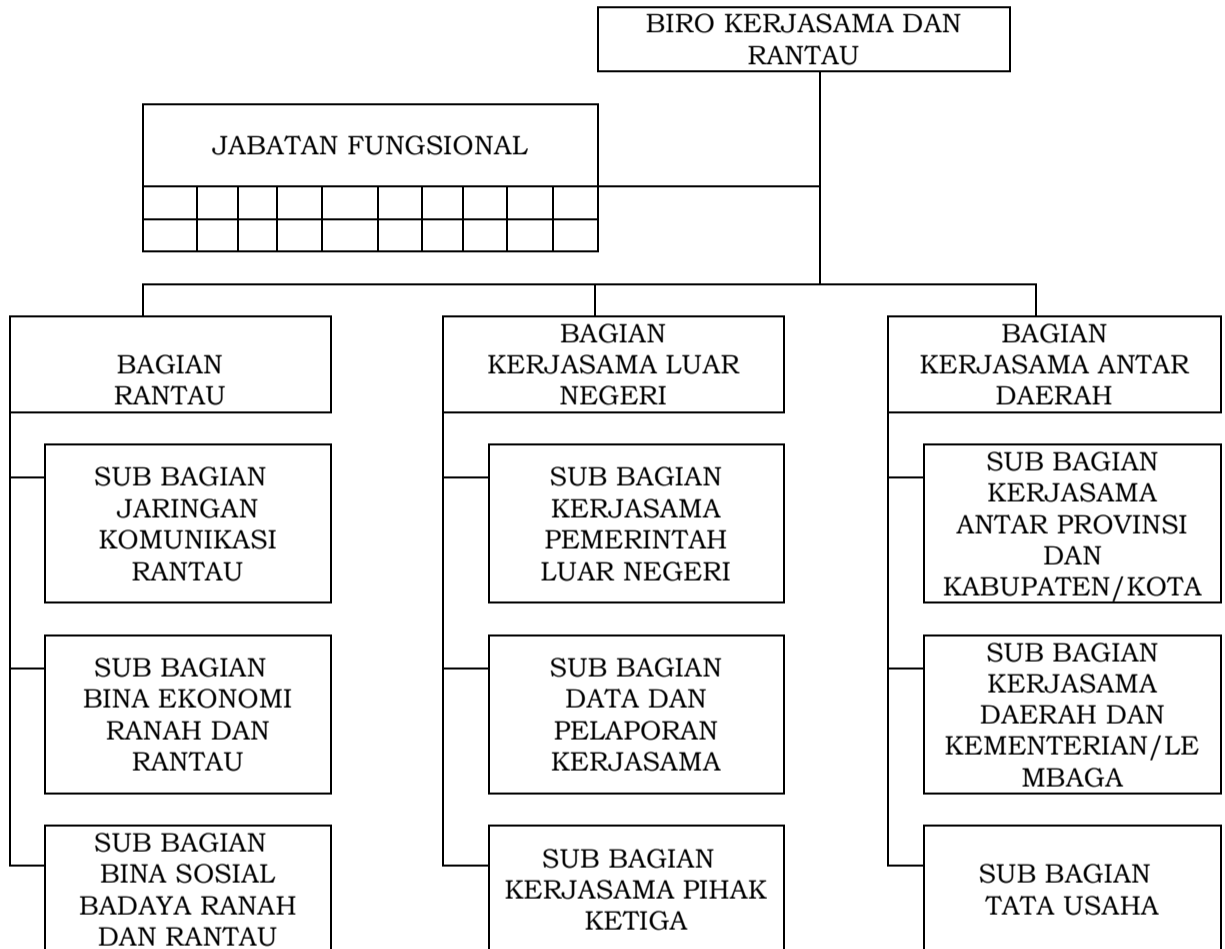 BIRO KERJASAMA DAN
RANTAU
JABATAN FUNGSIONAL
BAGIAN
RANTAU
BAGIAN
KERJASAMA LUAR
NEGERI
BAGIAN
KERJASAMA ANTAR
DAERAH
SUB BAGIAN
JARINGAN
KOMUNIKASI
RANTAU
SUB BAGIAN
KERJASAMA
PEMERINTAH
LUAR NEGERI
SUB BAGIAN
KERJASAMA
ANTAR PROVINSI
DAN
KABUPATEN/KOTA
SUB BAGIAN
BINA EKONOMI
RANAH DAN
RANTAU
SUB BAGIAN
DATA DAN
PELAPORAN
KERJASAMA
SUB BAGIAN
KERJASAMA
DAERAH DAN
KEMENTERIAN/LE
MBAGA
SUB BAGIAN
BINA SOSIAL
BADAYA RANAH
DAN RANTAU
SUB BAGIAN
KERJASAMA PIHAK
KETIGA
SUB BAGIAN
TATA USAHA